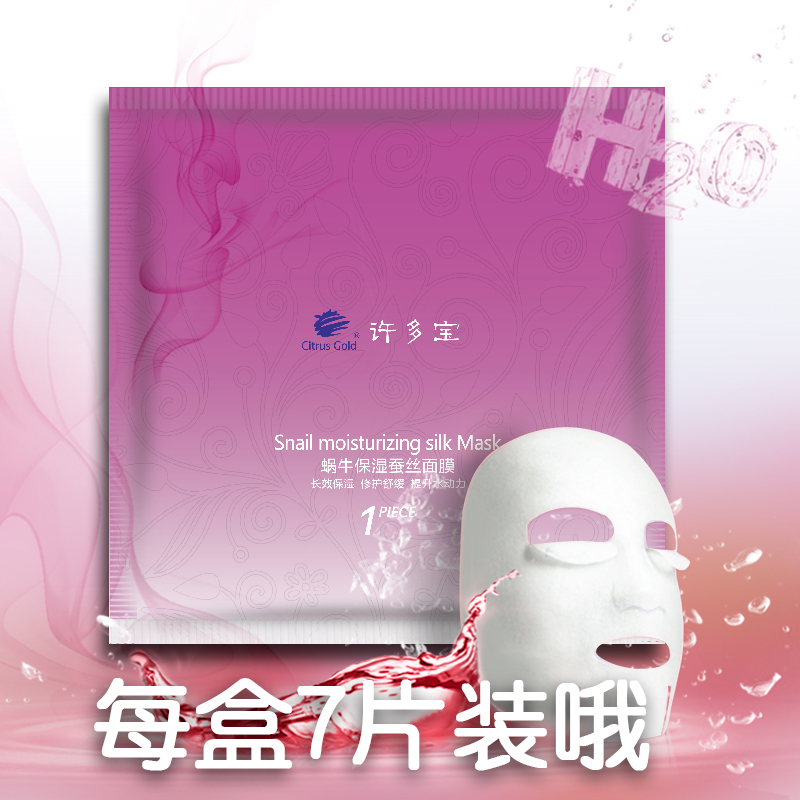 H2O
Citrus Gold®
许多宝
Snail moisturizing silk Mask
蜗牛保湿蚕丝面膜
长效保湿 修护舒缓 提升水动力
1 PIECE
每盒7片装哦
H2O